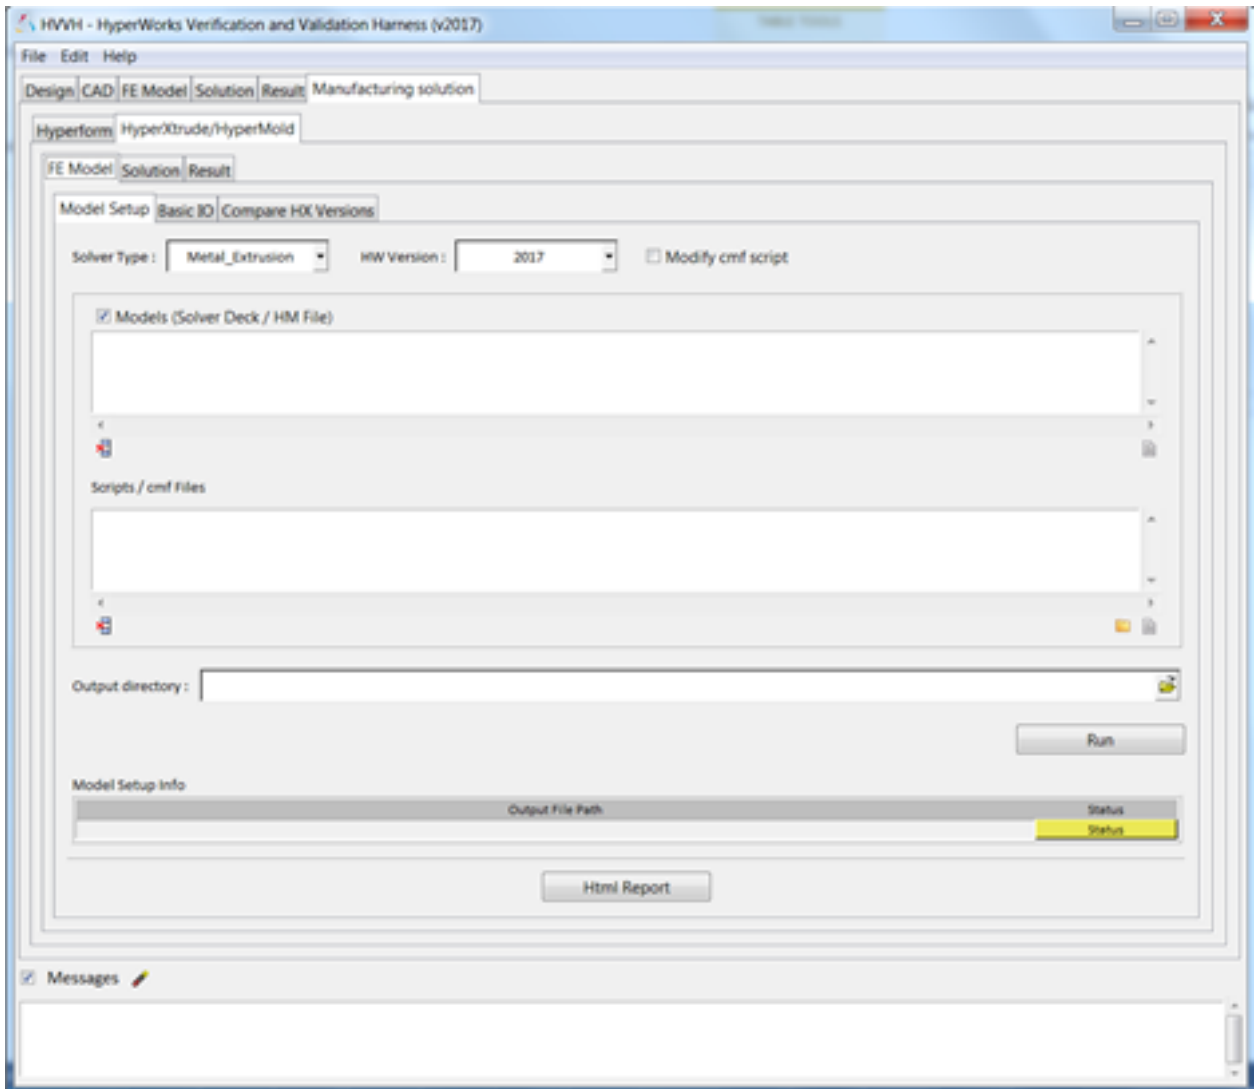 HVVH - HyperWorks Verification and Validation Harness (v2017)
TABLE TOOLS
File Edit Help
Design CAD FE Model Solution Result Manufacturing solution
Hyperform HyperXtrude/HyperMold
FE Model Solution Result
Model Setup Basic IO Compare HX Versions
Solver Type : Metal_Extrusion HW Version : 2017 Modify cmf script
Models (Solver Deck / HM File)
Scripts / cmf Files
Output directory :
Run
Model Setup Info
Output File Path Status
Status
Html Report
Messages